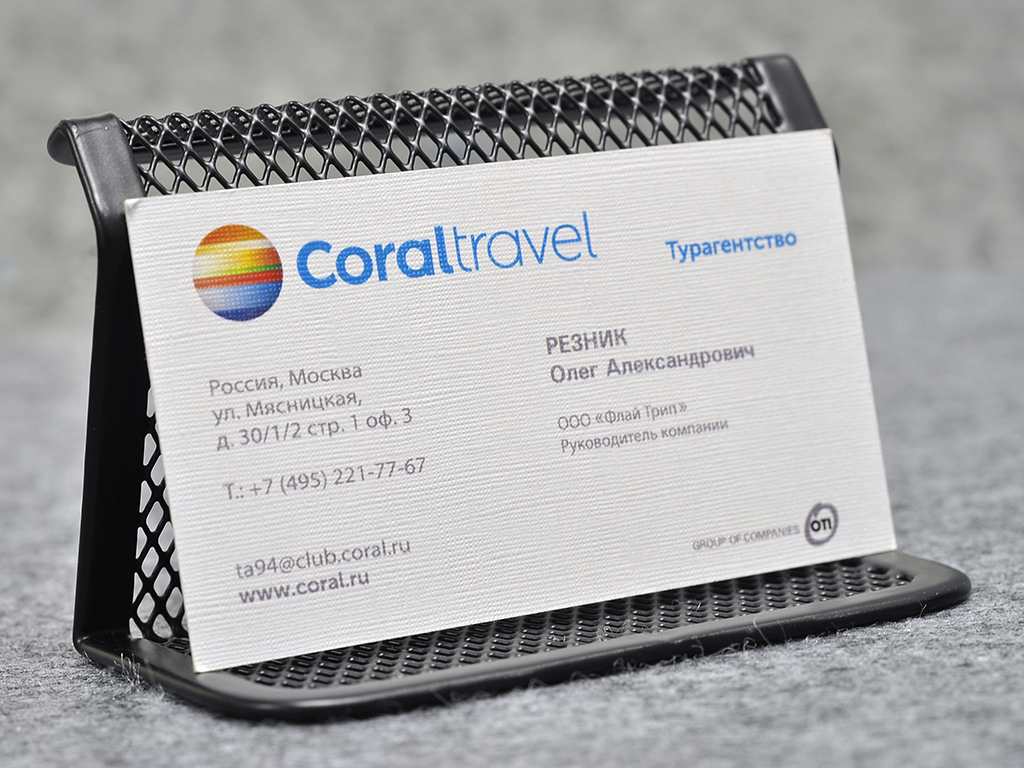 Coraltravel
Турагентство
РЕЗНИК
Олег Александрович
ООО «Флай Трип»
Руководитель компании
Россия, Москва
ул. Мясницкая,
д. 30/1/2 стр. 1 оф. 3
Т.: +7 (495) 221-77-67
ta94@club.coral.ru
www.coral.ru
GROUP OF COMPANIES
OTI